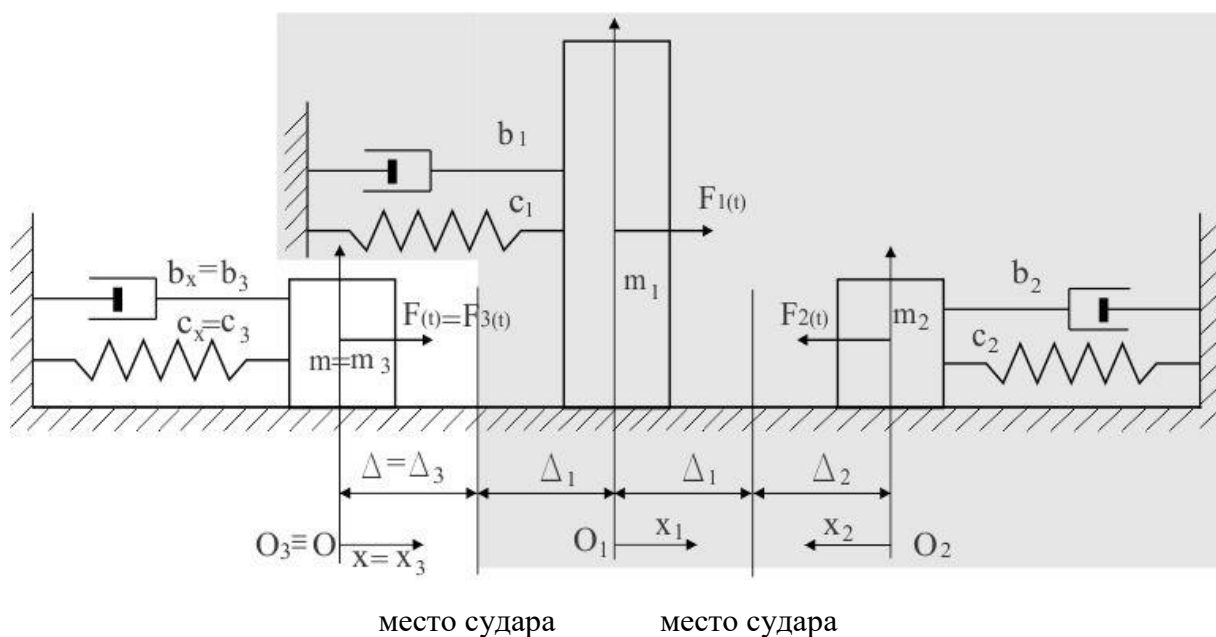 b₁
c₁
F₁₍ₜ₎
m₁
bₓ=b₃
cₓ=c₃
F₍ₜ₎=F₃₍ₜ₎
m=m₃
b₂
F₂₍ₜ₎
m₂
c₂
Δ=Δ₃ Δ₁ Δ₁ Δ₂
O₃≡O x=x₃ O₁ x₁ x₂ O₂
место судара место судара